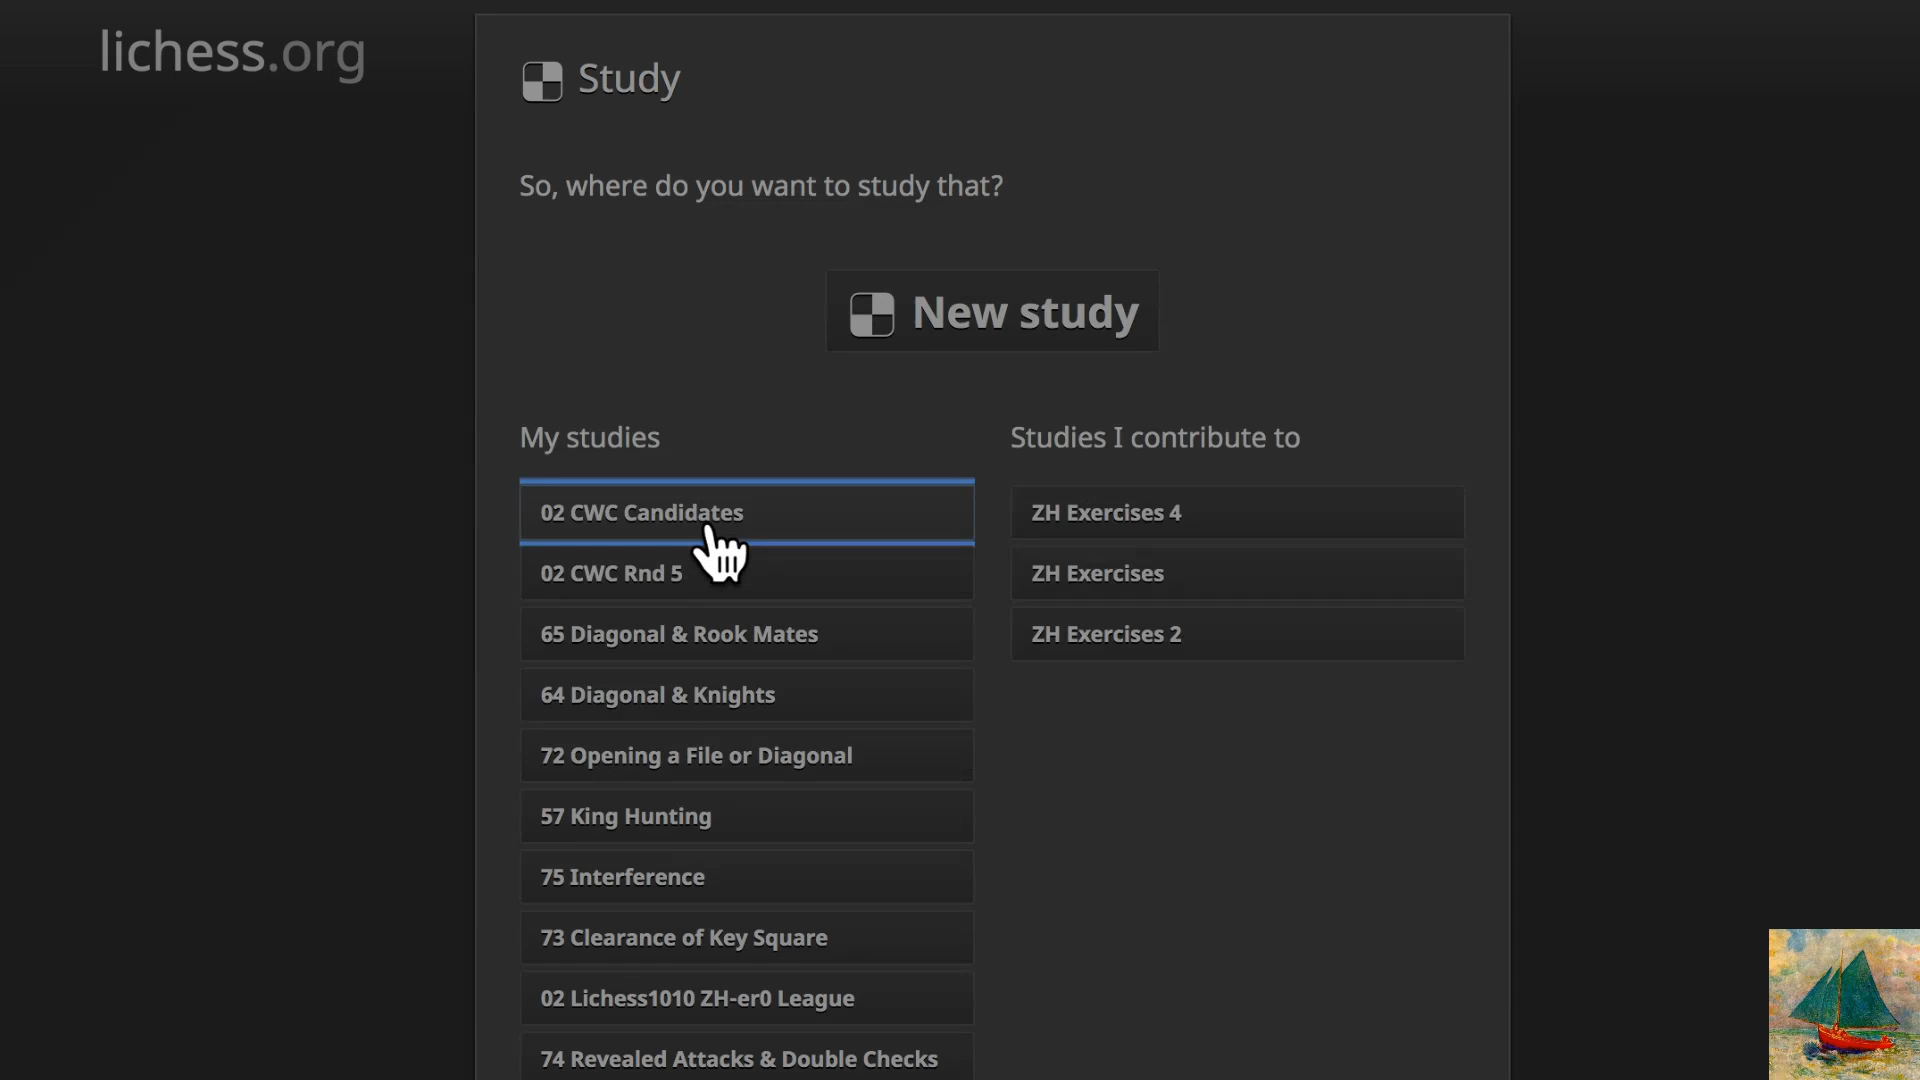 lichess.org
Study
So, where do you want to study that?
New study
My studies
02 CWC Candidates
02 CWC Rnd 5
65 Diagonal & Rook Mates
64 Diagonal & Knights
72 Opening a File or Diagonal
57 King Hunting
75 Interference
73 Clearance of Key Square
02 Lichess1010 ZH-er0 League
74 Revealed Attacks & Double Checks
Studies I contribute to
ZH Exercises 4
ZH Exercises
ZH Exercises 2